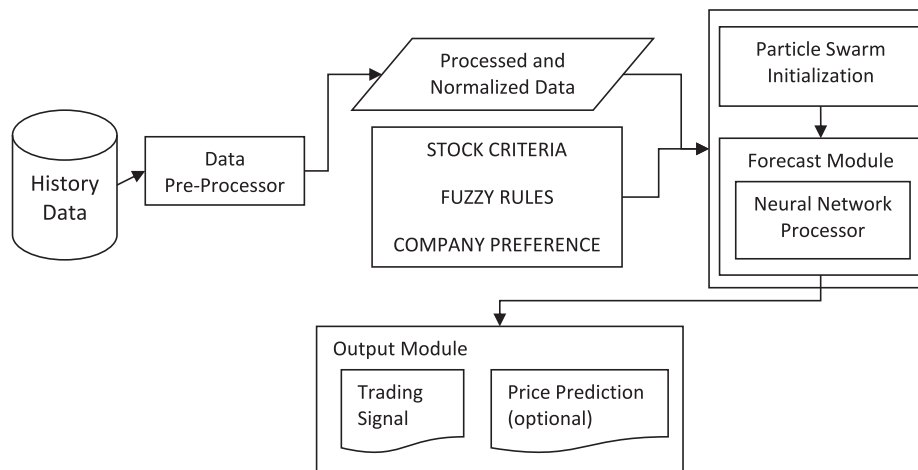 History
Data
Data
Pre-Processor
Processed and
Normalized Data
STOCK CRITERIA
FUZZY RULES
COMPANY PREFERENCE
Particle Swarm
Initialization
Forecast Module
Neural Network
Processor
Output Module
Trading
Signal
Price Prediction
(optional)